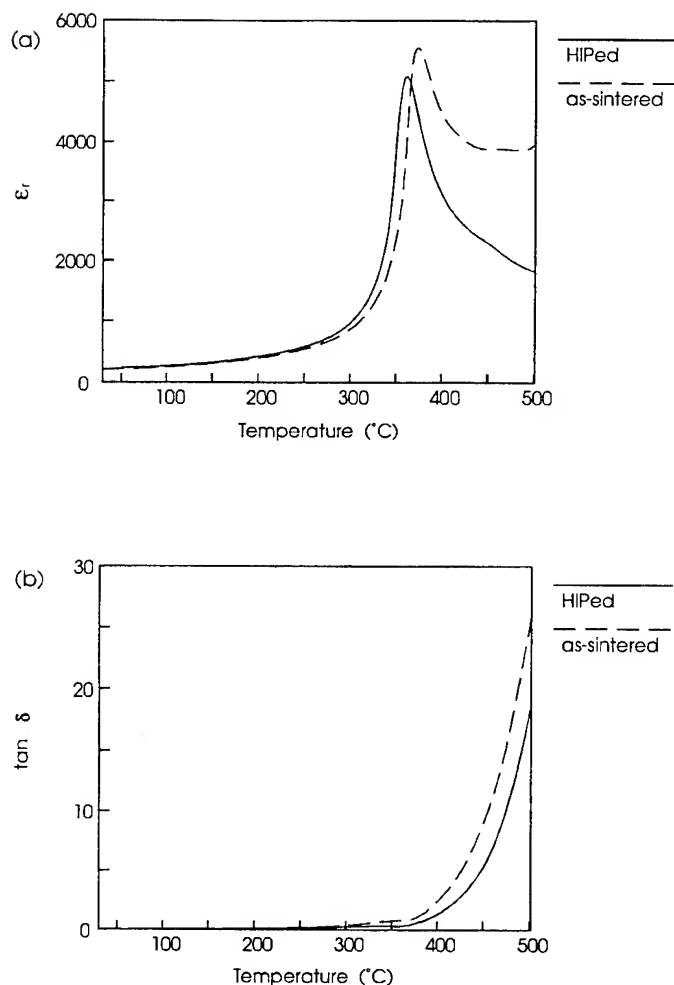 (a)
6000
4000
2000
0
εr
100 200 300 400 500
Temperature (°C)
HIPed
as-sintered
(b)
30
20
10
0
tan δ
100 200 300 400 500
Temperature (°C)
HIPed
as-sintered